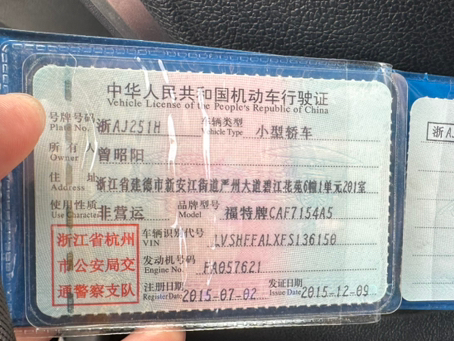 中华人民共和国机动车行驶证
Vehicle License of the People's Republic of China
号牌号码 浙AJ251H 车辆类型 小型轿车
Plate No. Vehicle Type
所有人 曾昭阳
Owner
住址 浙江省建德市新安江街道严州大道碧江花苑6幢1单元201室
Address
使用性质 非营运 品牌型号 福特牌CAF7154A5
Use Character Model
浙江省杭州
市公安局交
通警察支队
车辆识别代号 LVSHFFALXFS136150
VIN
发动机号码 FA057621
Engine No.
注册日期 2015-07-02 发证日期 2015-12-09
Register Date Issue Date
浙A